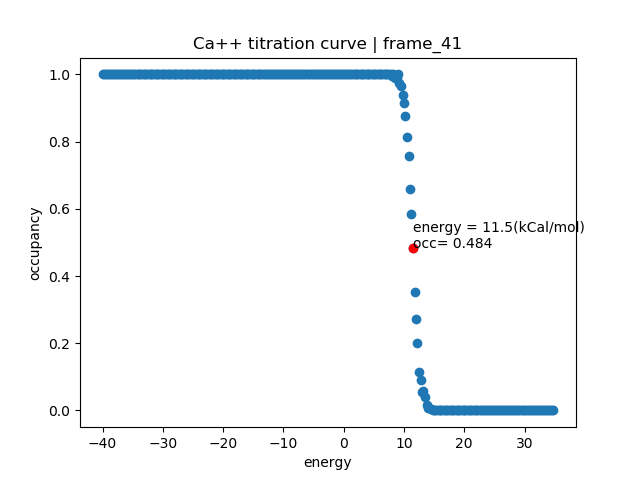 Ca++ titration curve | frame_41
1.0
0.8
0.6
0.4
0.2
0.0
occupancy
energy = 11.5(kCal/mol)
occ= 0.484
−40
−30
−20
−10
0
10
20
30
energy